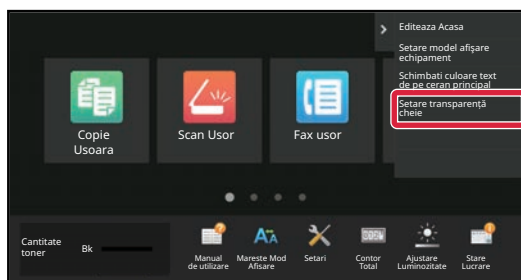 Editeaza Acasa
Setare model afişare
echipament
Schimbati culoare text
de pe ceran principal
Setare transparenţă
cheie
Copie
Usoara
Scan Usor
Fax usor
Cantitate
toner
Bk
Manual
de utilizare
Mareste Mod
Afisare
Setari
Contor
Total
Ajustare
Luminozitate
Stare
Lucrare